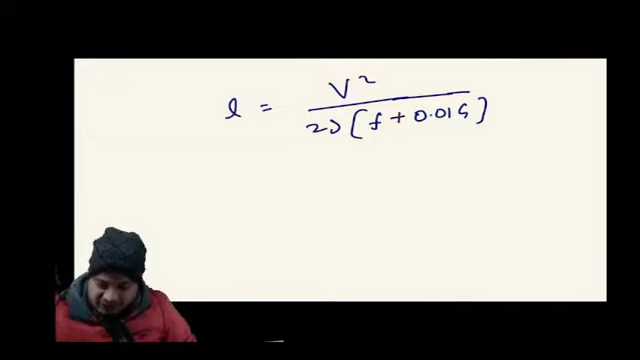 l = V²
2g [f + 0.01G]